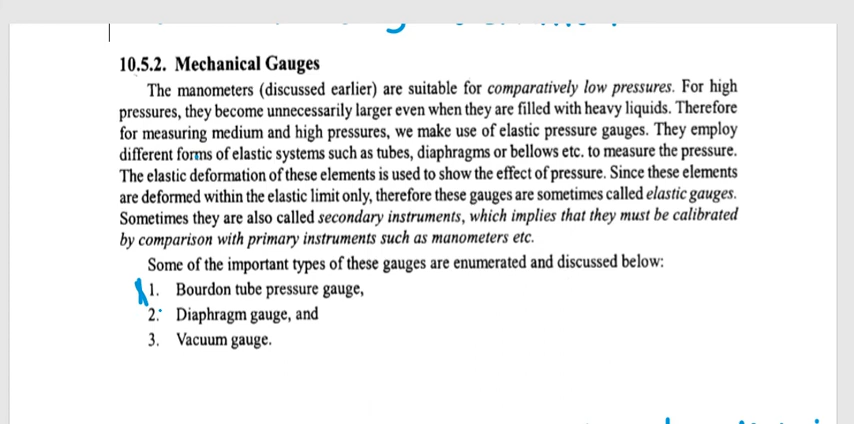 10.5.2. Mechanical Gauges
The manometers (discussed earlier) are suitable for comparatively low pressures. For high
pressures, they become unnecessarily larger even when they are filled with heavy liquids. Therefore
for measuring medium and high pressures, we make use of elastic pressure gauges. They employ
different forms of elastic systems such as tubes, diaphragms or bellows etc. to measure the pressure.
The elastic deformation of these elements is used to show the effect of pressure. Since these elements
are deformed within the elastic limit only, therefore these gauges are sometimes called elastic gauges.
Sometimes they are also called secondary instruments, which implies that they must be calibrated
by comparison with primary instruments such as manometers etc.
Some of the important types of these gauges are enumerated and discussed below:
1. Bourdon tube pressure gauge,
2. Diaphragm gauge, and
3. Vacuum gauge.